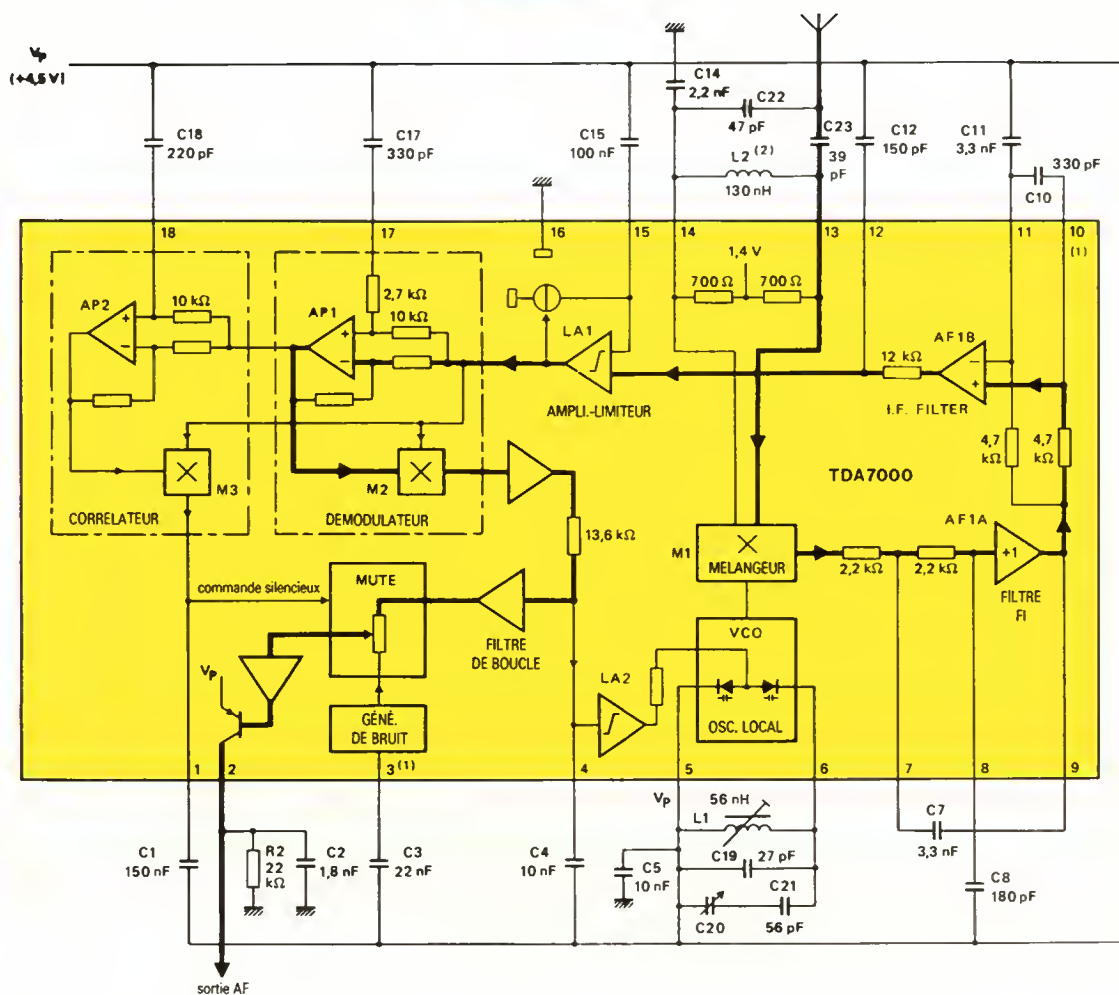 Vp
(+4,5 V)
C18
220 pF
C17
330 pF
C15
100 nF
C14
2,2 nF
C22
47 pF
L2 (2)
130 nH
C23
39
pF
C12
150 pF
C11
3,3 nF
330 pF
C10
18
17
16
15
14
13
12
11
10
(1)
AP2
10 kΩ
2,7 kΩ
AP1
10 kΩ
LA1
1,4 V
700 Ω
700 Ω
AF1B
12 kΩ
AMPLI.-LIMITEUR
I.F. FILTER
4,7
kΩ
4,7
kΩ
TDA7000
M3
M2
CORRELATEUR
DEMODULATEUR
13,6 kΩ
M1
MELANGEUR
2,2 kΩ
2,2 kΩ
AF1A
+1
FILTRE
FI
commande silencieux
MUTE
FILTRE
DE BOUCLE
VCO
LA2
OSC. LOCAL
Vp
GÉNÉ.
DE BRUIT
1
2
3 (1)
4
5
6
7
8
9
C1
150 nF
R2
22
kΩ
C2
1,8 nF
C3
22 nF
C4
10 nF
Vp
56 nH
L1
C5
10 nF
C19
27 pF
C20
C21
56 pF
C7
3,3 nF
C8
180 pF
sortie AF